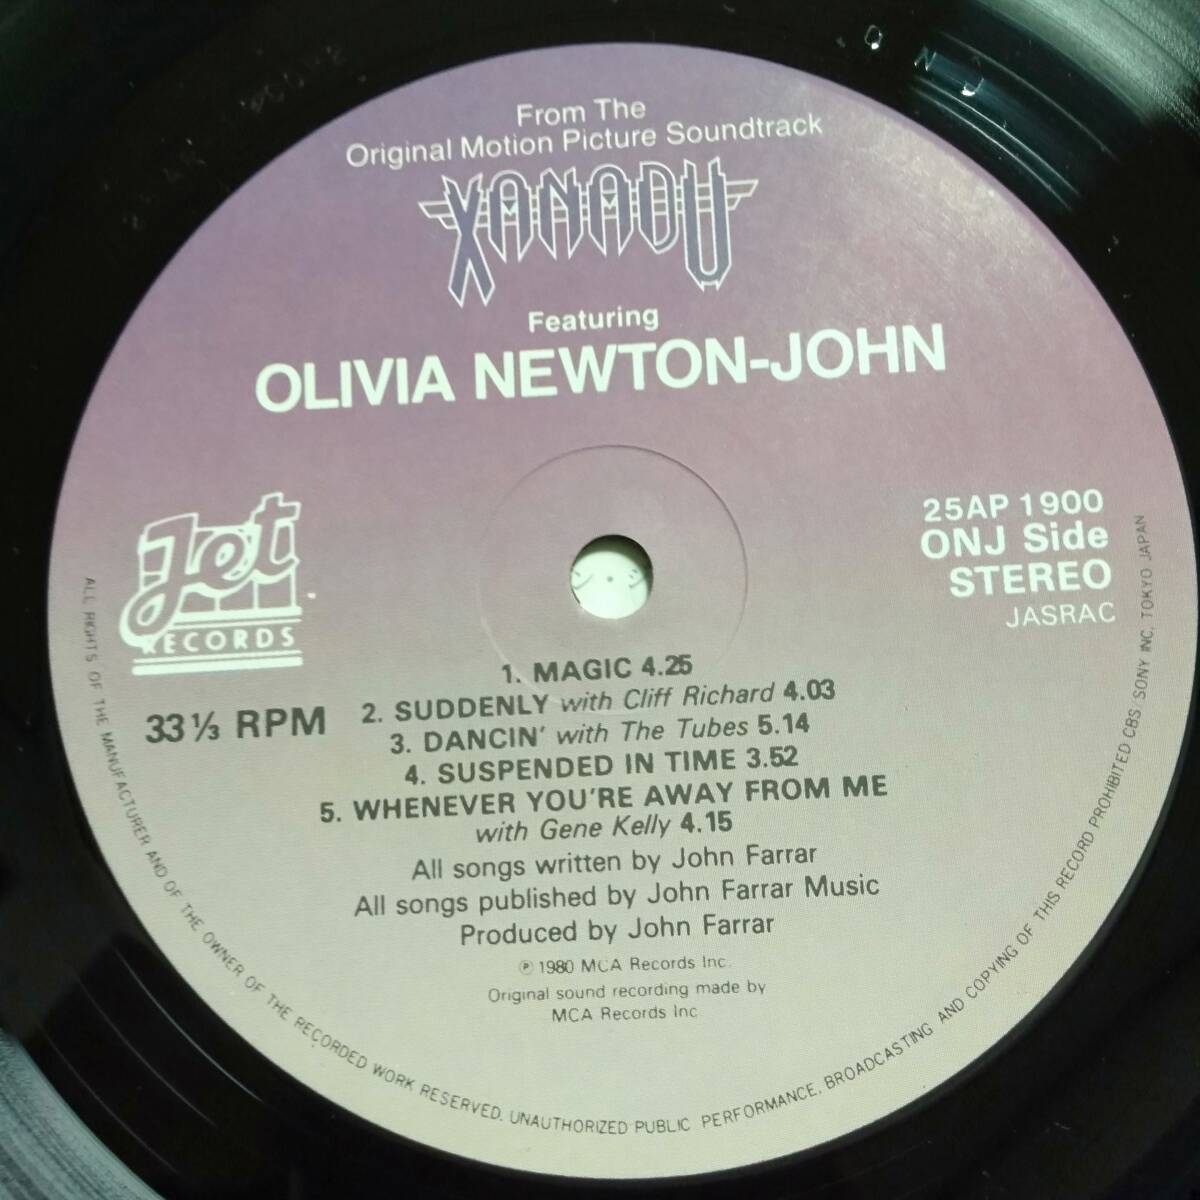 O N J
From The
Original Motion Picture Soundtrack
XANADU
Featuring
OLIVIA NEWTON-JOHN
Jet
RECORDS
33 1/3 RPM
25AP 1900
ONJ Side
STEREO
JASRAC
1. MAGIC 4.25
2. SUDDENLY with Cliff Richard 4.03
3. DANCIN' with The Tubes 5.14
4. SUSPENDED IN TIME 3.52
5. WHENEVER YOU'RE AWAY FROM ME
with Gene Kelly 4.15
All songs written by John Farrar
All songs published by John Farrar Music
Produced by John Farrar
℗ 1980 MCA Records Inc.
Original sound recording made by
MCA Records Inc
ALL RIGHTS OF THE MANUFACTURER AND OF THE OWNER OF THE RECORDED WORK RESERVED. UNAUTHORIZED PUBLIC PERFORMANCE, BROADCASTING AND COPYING OF THIS RECORD PROHIBITED CBS/SONY INC. TOKYO JAPAN